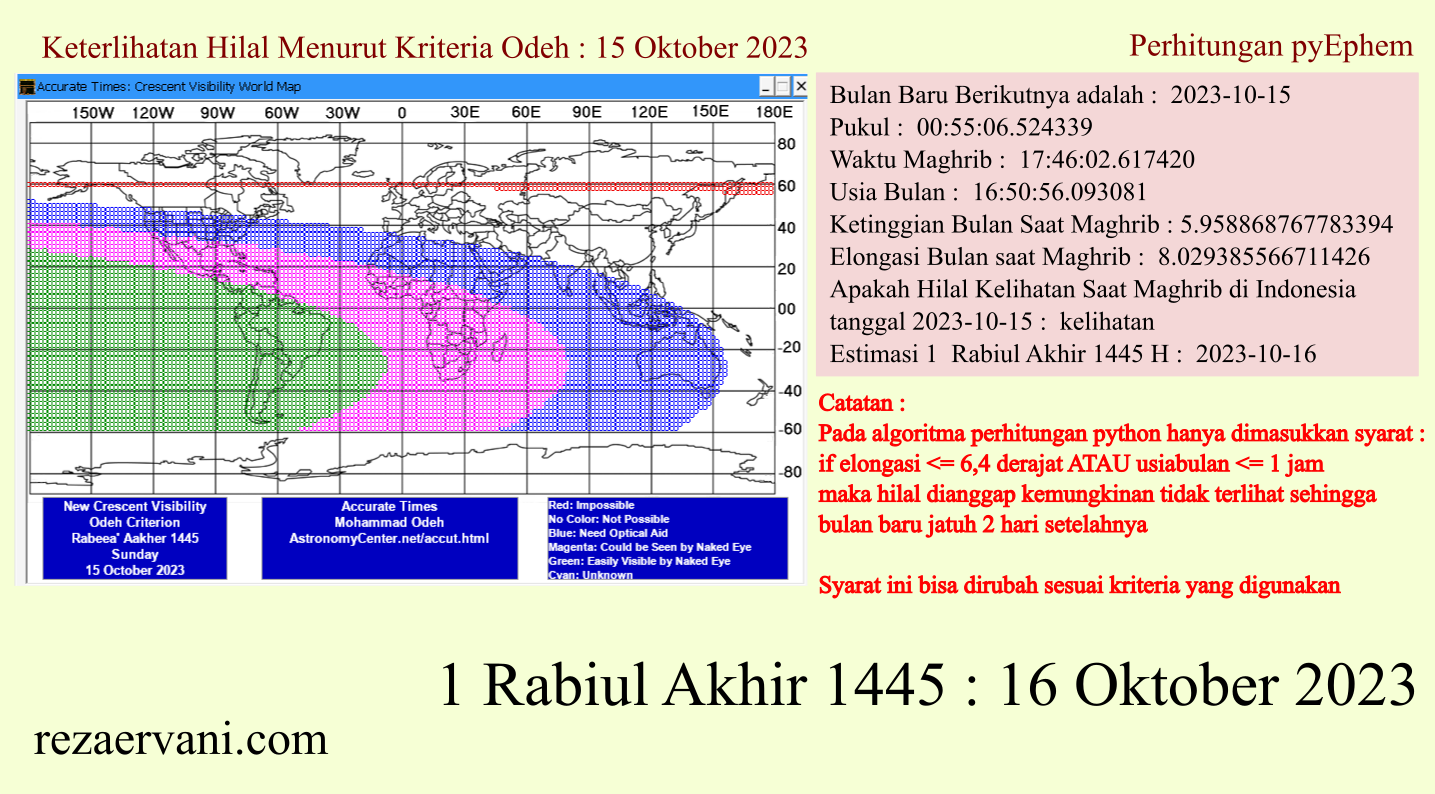 Keterlihatan Hilal Menurut Kriteria Odeh : 15 Oktober 2023
Accurate Times: Crescent Visibility World Map
150W 120W 90W 60W 30W 0 30E 60E 90E 120E 150E 180E
80
60
40
20
00
-20
-40
-60
-80
New Crescent Visibility
Odeh Criterion
Rabeea' Aakher 1445
Sunday
15 October 2023
Accurate Times
Mohammad Odeh
AstronomyCenter.net/accut.html
Red: Impossible
No Color: Not Possible
Blue: Need Optical Aid
Magenta: Could be Seen by Naked Eye
Green: Easily Visible by Naked Eye
Cyan: Unknown
Perhitungan pyEphem
Bulan Baru Berikutnya adalah : 2023-10-15
Pukul : 00:55:06.524339
Waktu Maghrib : 17:46:02.617420
Usia Bulan : 16:50:56.093081
Ketinggian Bulan Saat Maghrib : 5.958868767783394
Elongasi Bulan saat Maghrib : 8.029385566711426
Apakah Hilal Kelihatan Saat Maghrib di Indonesia
tanggal 2023-10-15 : kelihatan
Estimasi 1 Rabiul Akhir 1445 H : 2023-10-16
Catatan :
Pada algoritma perhitungan python hanya dimasukkan syarat :
if elongasi <= 6,4 derajat ATAU usiabulan <= 1 jam
maka hilal dianggap kemungkinan tidak terlihat sehingga
bulan baru jatuh 2 hari setelahnya
Syarat ini bisa dirubah sesuai kriteria yang digunakan
1 Rabiul Akhir 1445 : 16 Oktober 2023
rezaervani.com